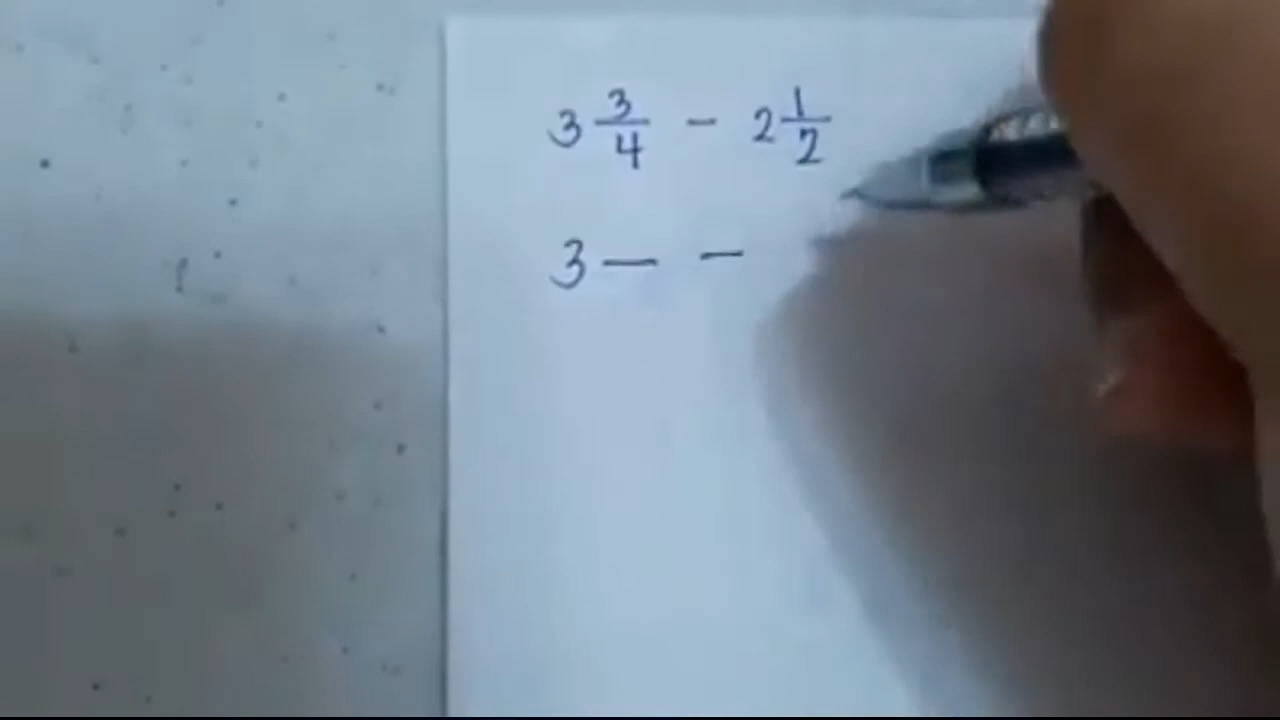 3 3/4 - 2 1/2
3 — -